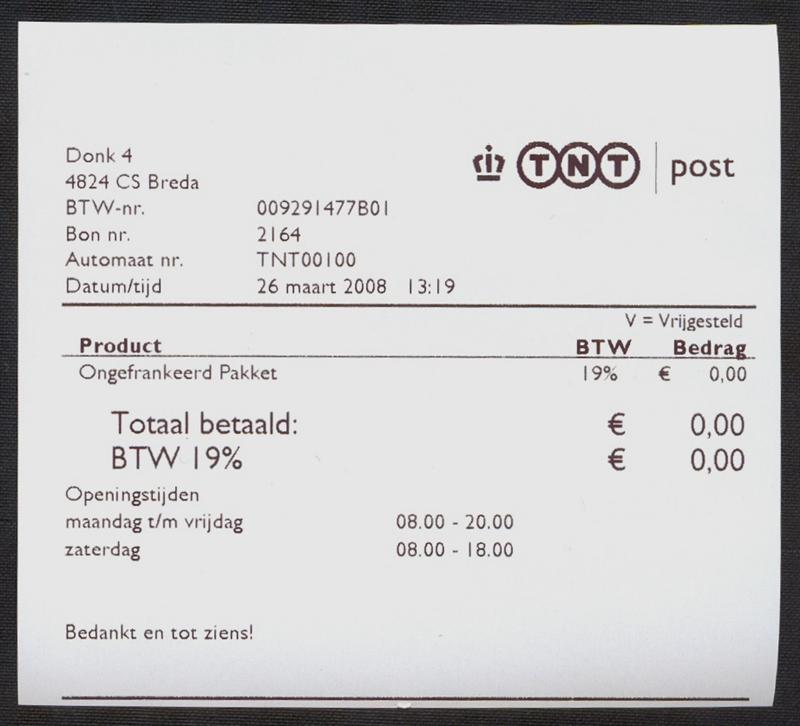 TNT post
Donk 4
4824 CS Breda
BTW-nr. 009291477B01
Bon nr. 2164
Automaat nr. TNT00100
Datum/tijd 26 maart 2008 13:19
V = Vrijgesteld
Product BTW Bedrag
Ongefrankeerd Pakket 19% € 0,00
Totaal betaald: € 0,00
BTW 19% € 0,00
Openingstijden
maandag t/m vrijdag 08.00 - 20.00
zaterdag 08.00 - 18.00
Bedankt en tot ziens!